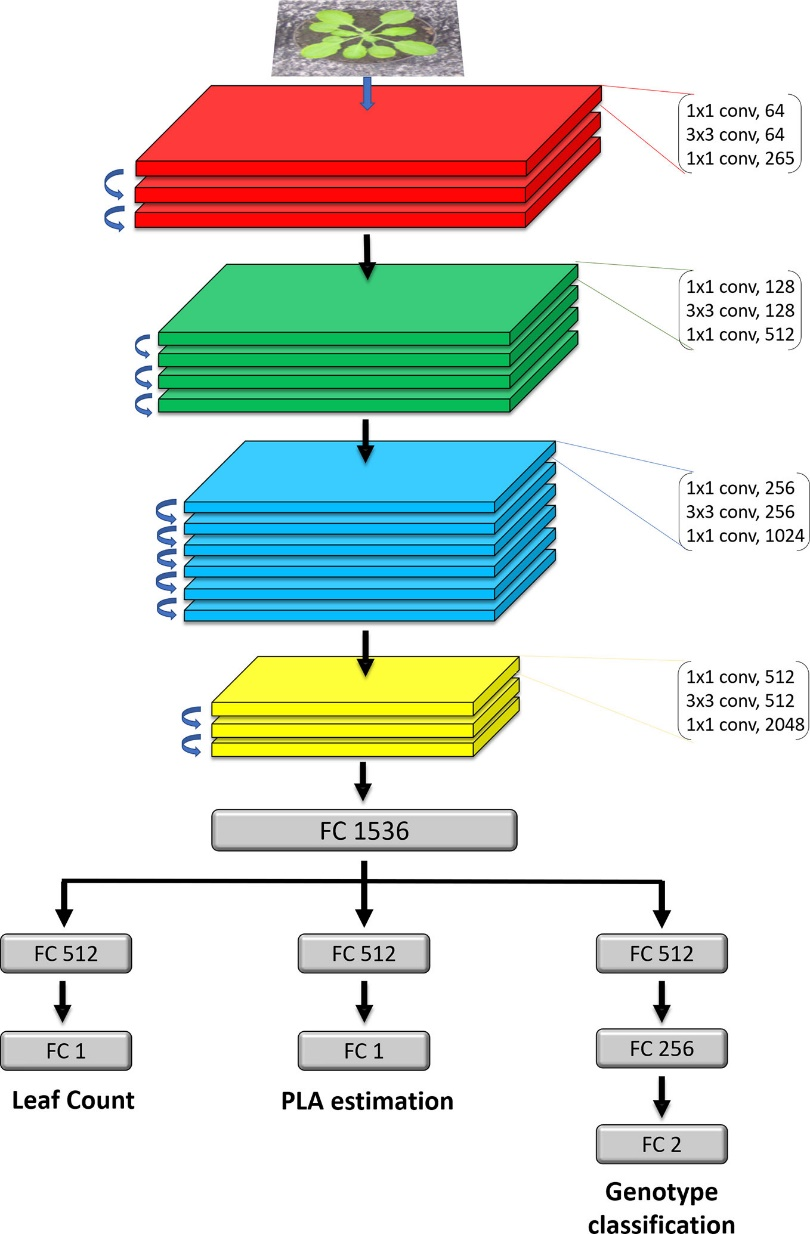 1x1 conv, 64
3x3 conv, 64
1x1 conv, 265
1x1 conv, 128
3x3 conv, 128
1x1 conv, 512
1x1 conv, 256
3x3 conv, 256
1x1 conv, 1024
1x1 conv, 512
3x3 conv, 512
1x1 conv, 2048
FC 1536
FC 512
FC 512
FC 512
FC 1
FC 1
FC 256
Leaf Count
PLA estimation
FC 2
Genotype
classification